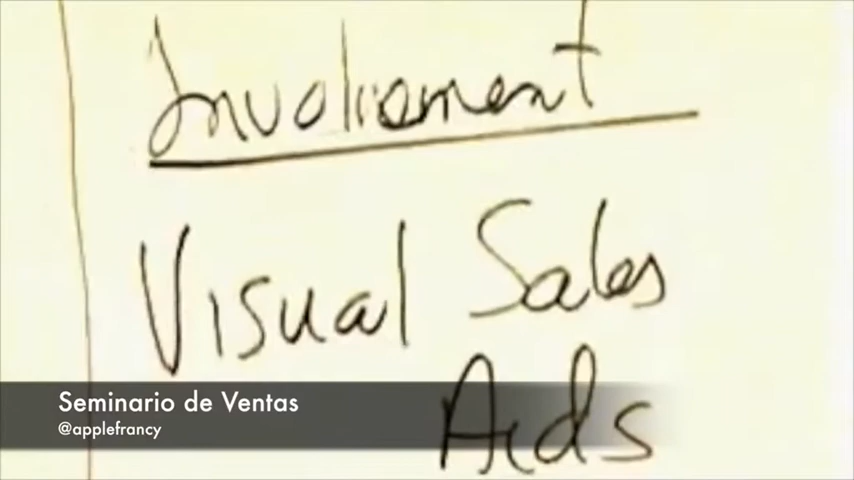 Involvement
Visual Sales
Aids
Seminario de Ventas
@applefrancy